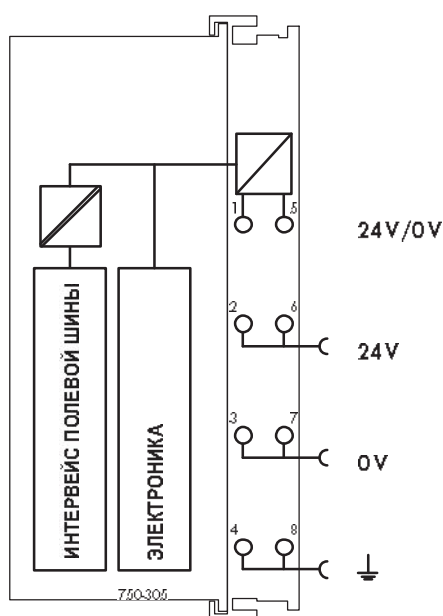 1 5
24V/0V
2 6
24V
3 7
0V
4 8
ИНТЕРВЕЙС ПОЛЕВОЙ ШИНЫ
ЭЛЕКТРОНИКА
750-305